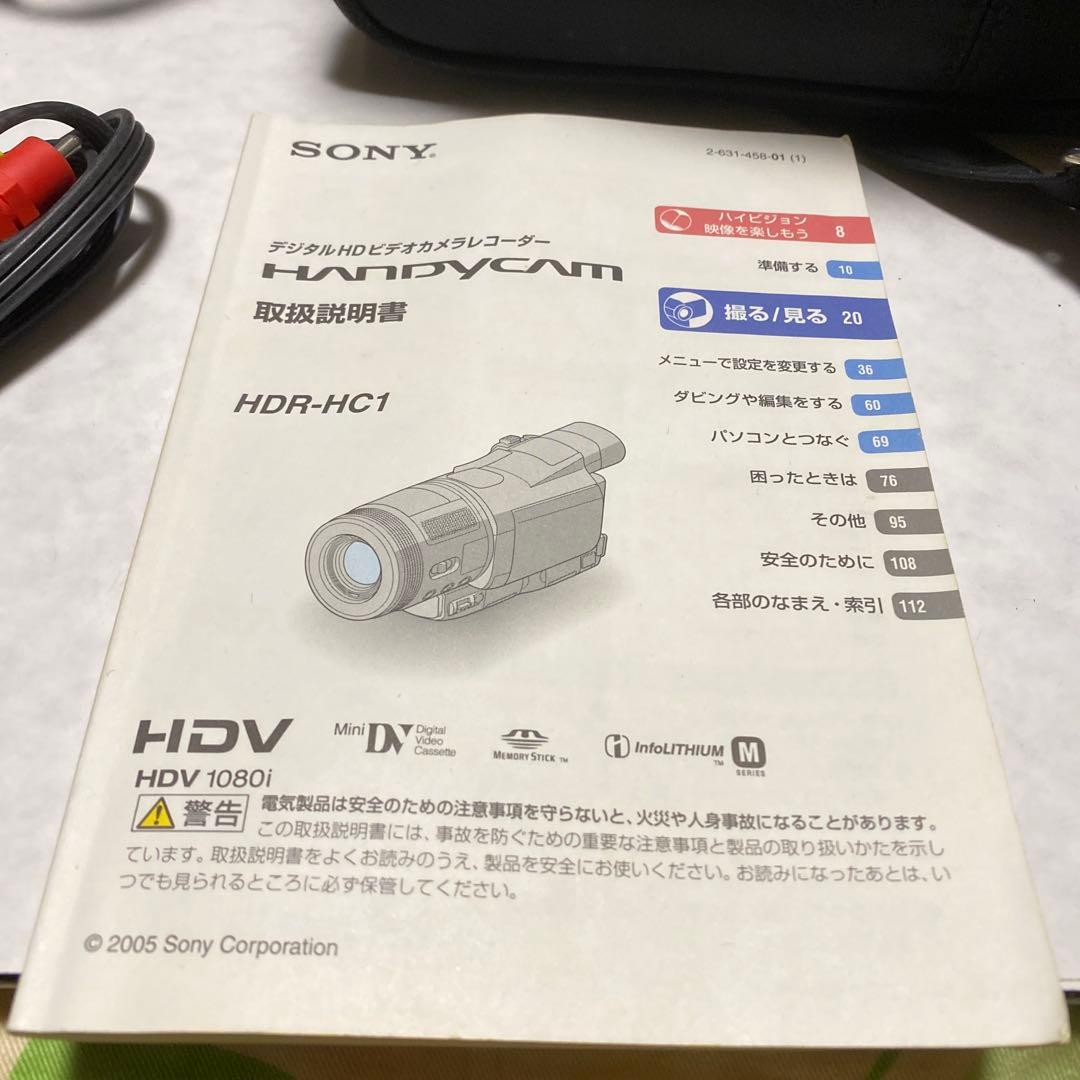 SONY®
2-631-458-01 (1)
デジタルHDビデオカメラレコーダー
HANDYCAM
取扱説明書
HDR-HC1
ハイビジョン
映像を楽しもう 8
準備する 10
撮る/見る 20
メニューで設定を変更する 36
ダビングや編集をする 60
パソコンとつなぐ 69
困ったときは 76
その他 95
安全のために 108
各部のなまえ・索引 112
HDV
HDV 1080i
Mini DV Digital Video Cassette
MEMORY STICK ™
InfoLITHIUM ™ M SERIES
警告
電気製品は安全のための注意事項を守らないと、火災や人身事故になることがあります。
この取扱説明書には、事故を防ぐための重要な注意事項と製品の取り扱いかたを示し
ています。取扱説明書をよくお読みのうえ、製品を安全にお使いください。お読みになったあとは、い
つでも見られるところに必ず保管してください。
© 2005 Sony Corporation